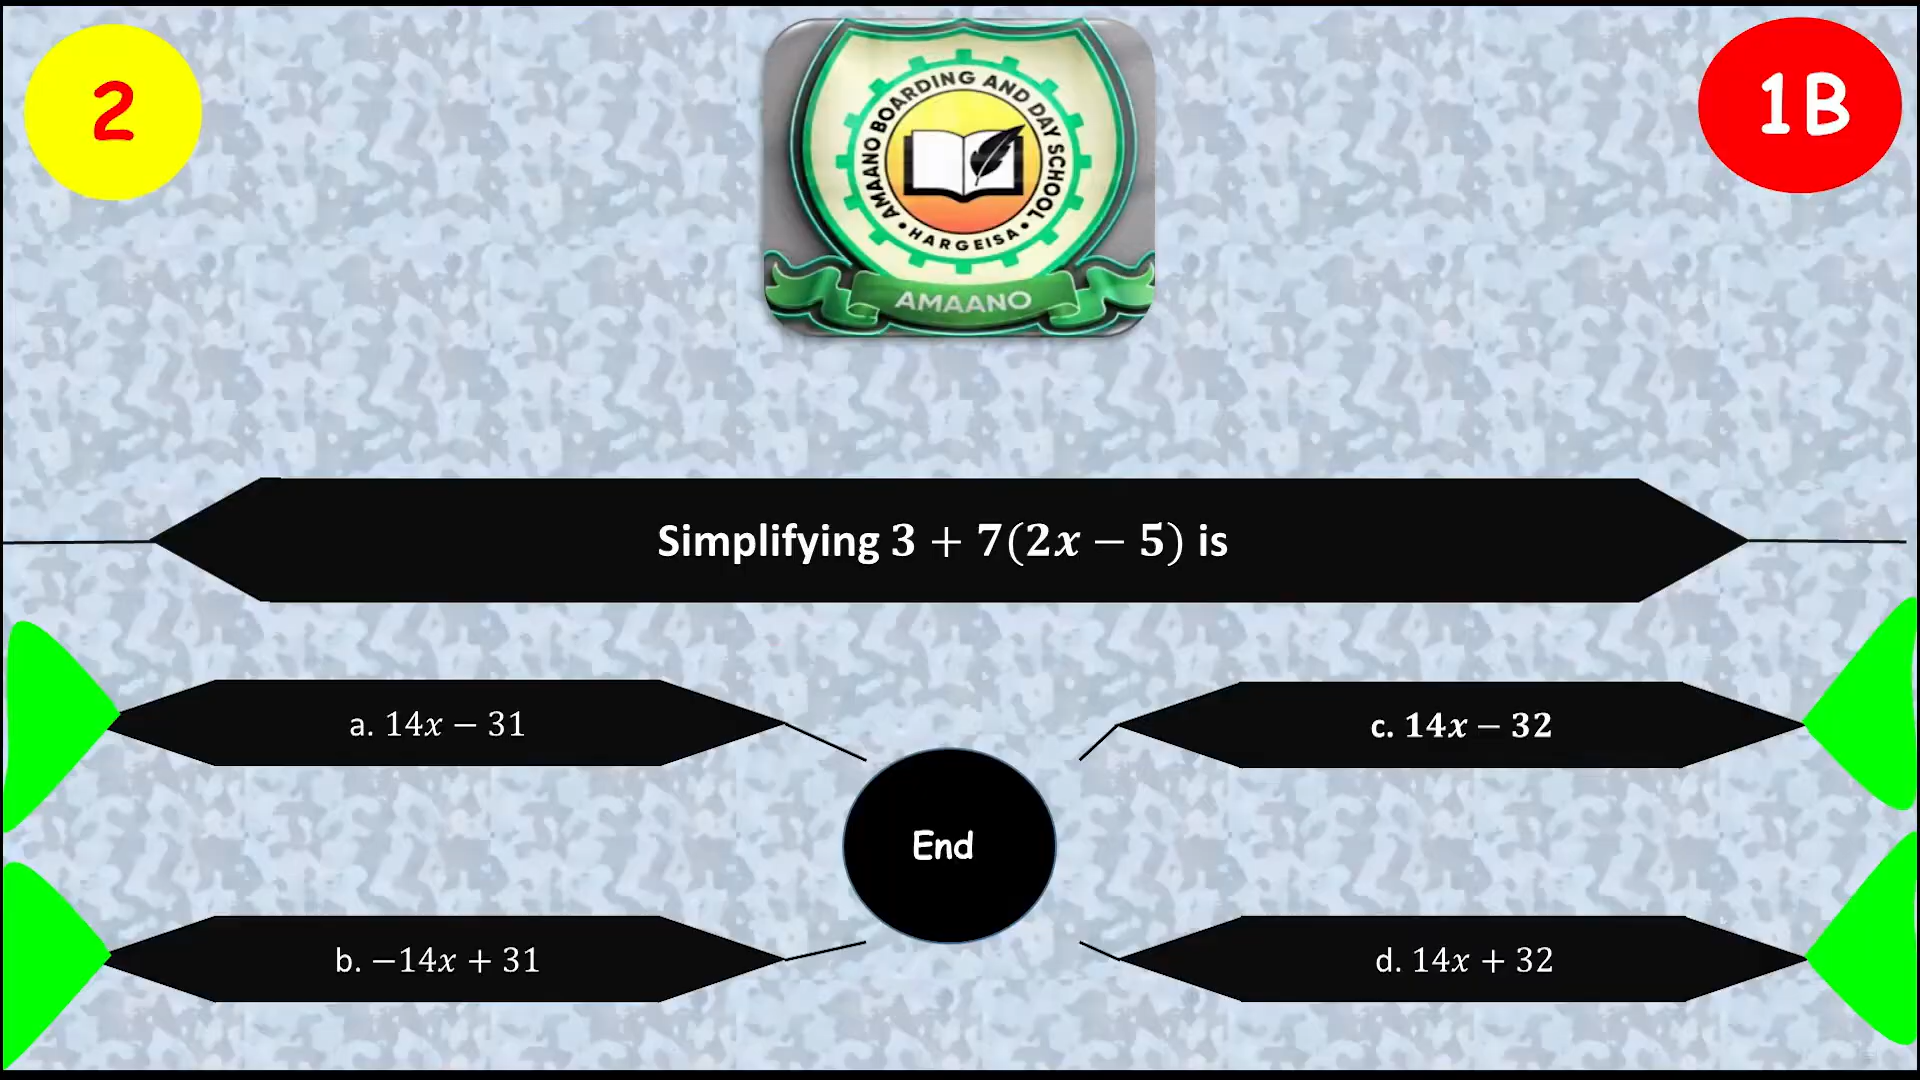 2
AMAANO BOARDING AND DAY SCHOOL
• HARGEISA •
AMAANO
1B
Simplifying 3 + 7(2x − 5) is
a. 14x − 31
c. 14x − 32
End
b. −14x + 31
d. 14x + 32